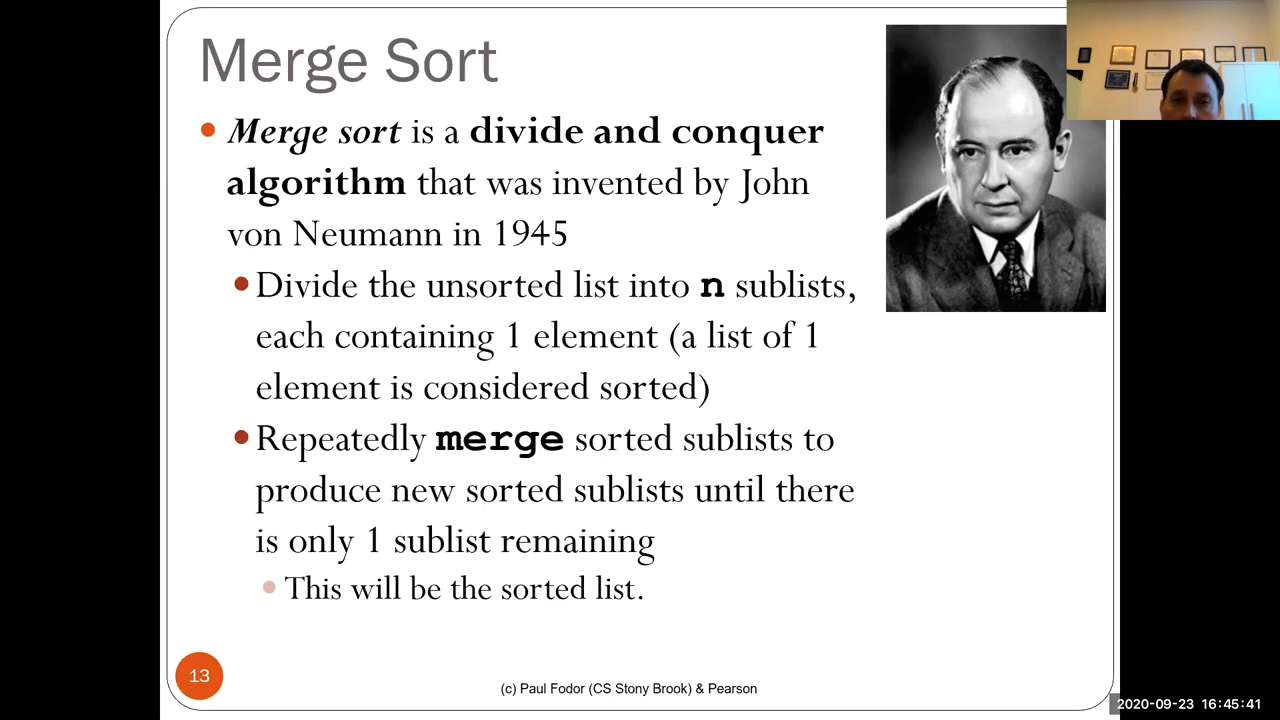 Merge Sort
• Merge sort is a divide and conquer
algorithm that was invented by John
von Neumann in 1945
• Divide the unsorted list into n sublists,
each containing 1 element (a list of 1
element is considered sorted)
• Repeatedly merge sorted sublists to
produce new sorted sublists until there
is only 1 sublist remaining
• This will be the sorted list.
13
(c) Paul Fodor (CS Stony Brook) & Pearson
2020-09-23 16:45:41